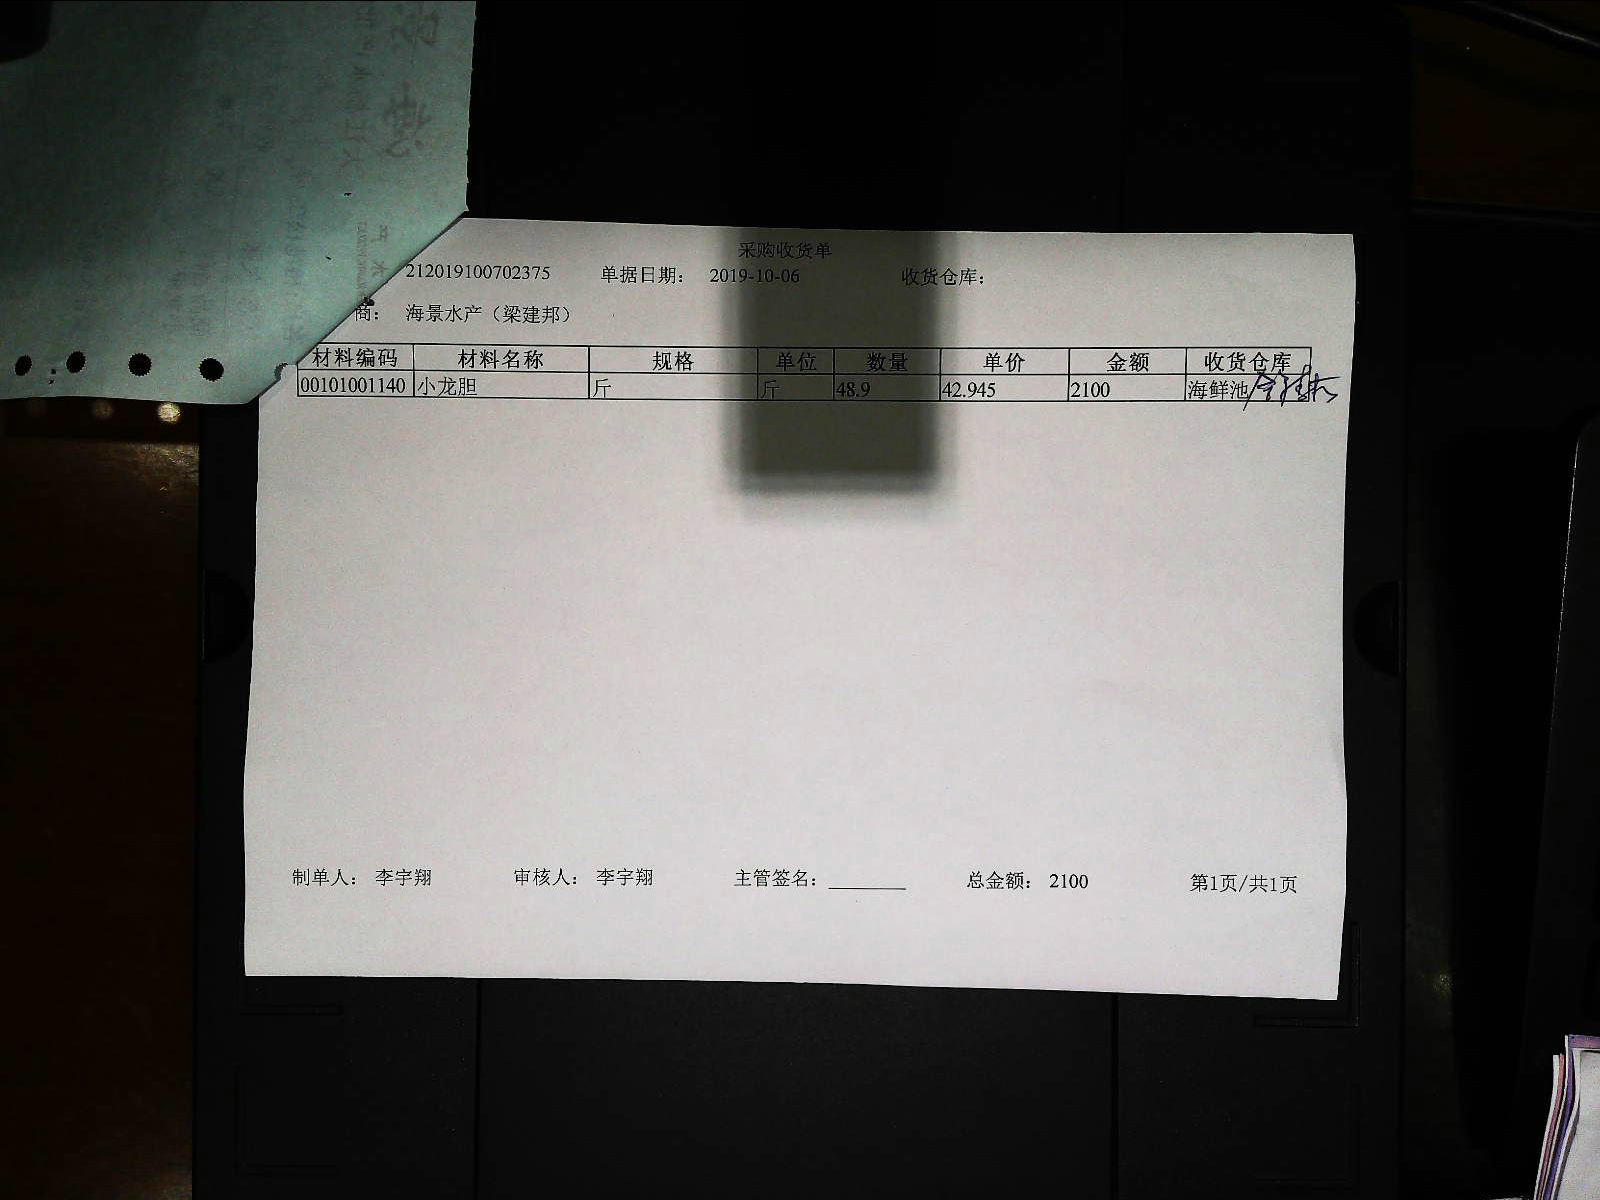 采购收货单
212019100702375 单据日期： 2019-10-06 收货仓库：
商： 海景水产（梁建邦）
材料编码 材料名称 规格 单位 数量 单价 金额 收货仓库
00101001140 小龙胆 斤 斤 48.9 42.945 2100 海鲜池
制单人： 李宇翔 审核人： 李宇翔 主管签名：________ 总金额： 2100 第1页/共1页